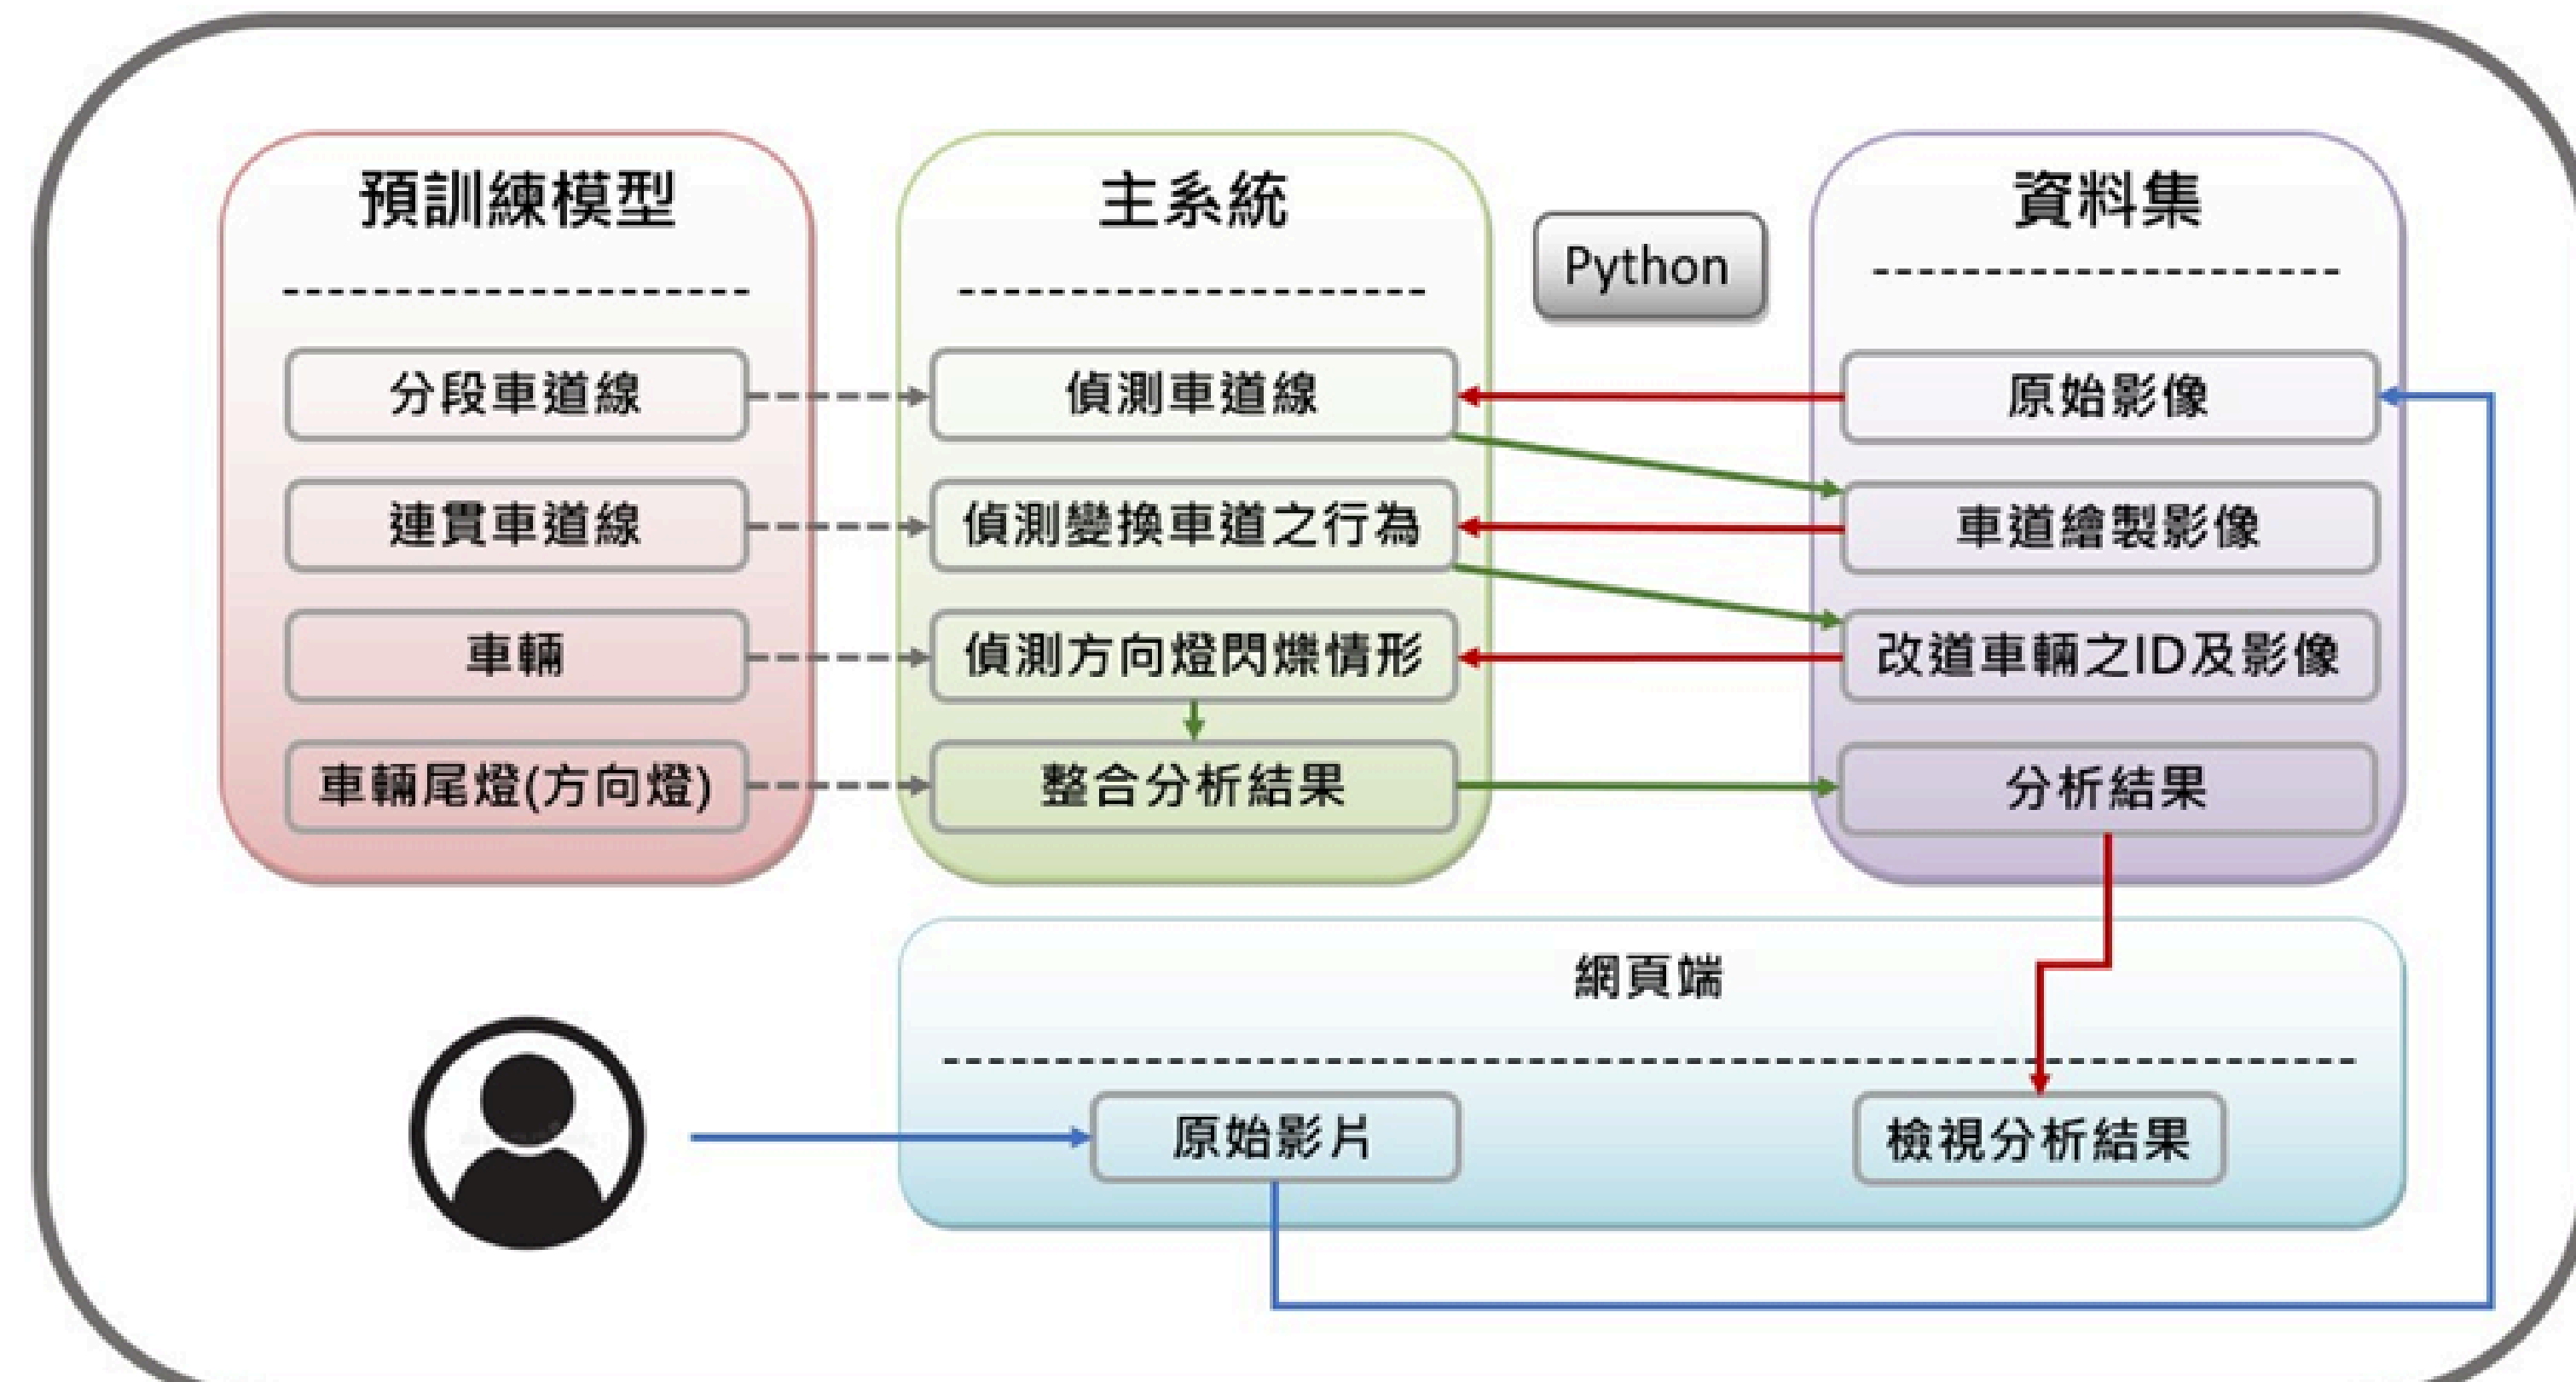 預訓練模型
分段車道線
連貫車道線
車輛
車輛尾燈(方向燈)
主系統
偵測車道線
偵測變換車道之行為
偵測方向燈閃爍情形
整合分析結果
Python
資料集
原始影像
車道繪製影像
改道車輛之ID及影像
分析結果
網頁端
原始影片
檢視分析結果